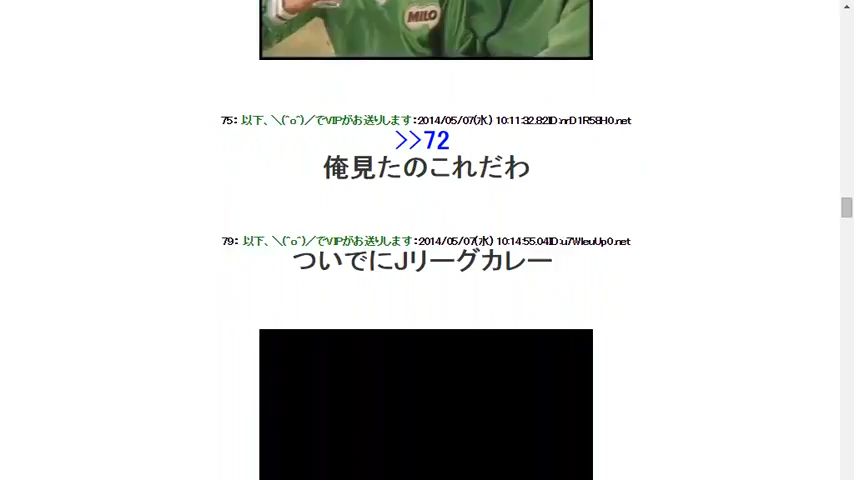 MILO
75: 以下、＼(^o^)／でVIPがお送りします:2014/05/07(水) 10:11:32.82ID:nrD1R58H0.net
>>72
俺見たのこれだわ
79: 以下、＼(^o^)／でVIPがお送りします:2014/05/07(水) 10:14:55.04ID:u7WIeuUp0.net
ついでにJリーグカレー